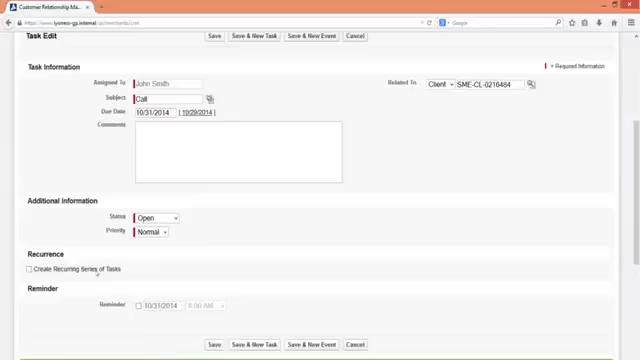 Customer Relationship Ma...
https://www.lyoness-gp.internal
Google
Task Edit Save Save & New Task Save & New Event Cancel
Task Information = Required Information
Assigned To John Smith Related To Client SME-CL-0216484
Subject Call
Due Date 10/31/2014 [ 10/29/2014 ]
Comments
Additional Information
Status Open
Priority Normal
Recurrence
Create Recurring Series of Tasks
Reminder
Reminder 10/31/2014 8:00 AM
Save Save & New Task Save & New Event Cancel